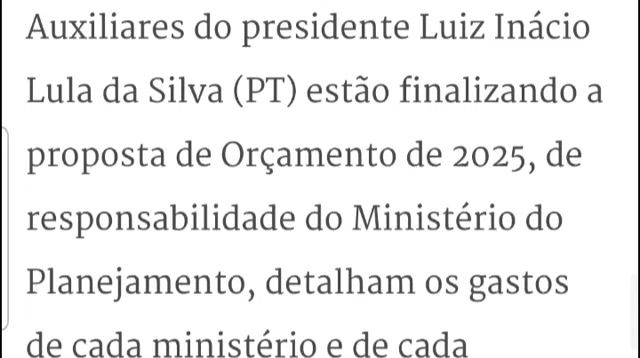 Auxiliares do presidente Luiz Inácio
Lula da Silva (PT) estão finalizando a
proposta de Orçamento de 2025, de
responsabilidade do Ministério do
Planejamento, detalham os gastos
de cada ministério e de cada